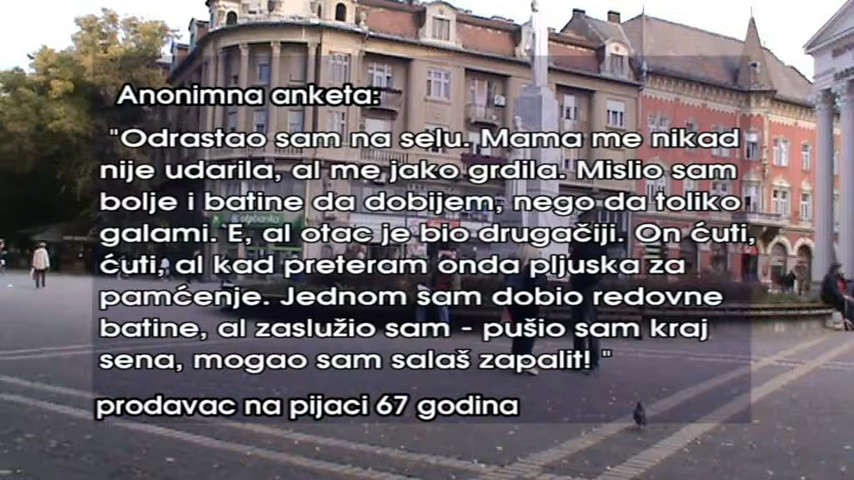 Anonimna anketa:
"Odrastao sam na selu. Mama me nikad
nije udarila, al me jako grdila. Mislio sam
bolje i batine da dobijem, nego da toliko
galami. E, al otac je bio drugačiji. On ćuti,
ćuti, al kad preteram onda pljuska za
pamćenje. Jednom sam dobio redovne
batine, al zaslužio sam - pušio sam kraj
sena, mogao sam salaš zapalit! "
prodavac na pijaci 67 godina